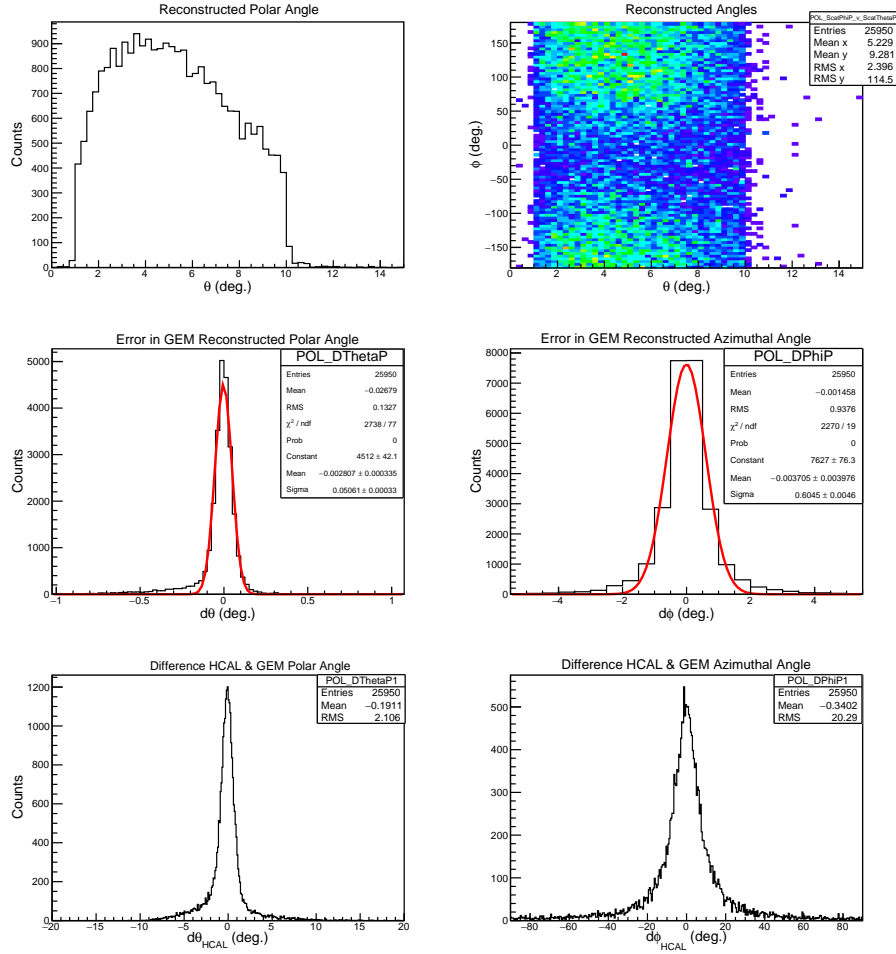 Reconstructed Polar Angle
Counts
900
800
700
600
500
400
300
200
100
0
0 2 4 6 8 10 12 14
θ (deg.)
Reconstructed Angles
POL_ScatPhiP_v_ScatThetaP
Entries 25950
Mean x 5.229
Mean y 9.281
RMS x 2.396
RMS y 114.5
φ (deg.)
150
100
50
0
−50
−100
−150
0 2 4 6 8 10 12 14
θ (deg.)
Error in GEM Reconstructed Polar Angle
POL_DThetaP
Entries 25950
Mean −0.02679
RMS 0.1327
χ² / ndf 2738 / 77
Prob 0
Constant 4512 ± 42.1
Mean −0.002807 ± 0.000335
Sigma 0.05061 ± 0.00033
Counts
5000
4000
3000
2000
1000
0
−1 −0.5 0 0.5 1
dθ (deg.)
Error in GEM Reconstructed Azimuthal Angle
POL_DPhiP
Entries 25950
Mean −0.001458
RMS 0.9376
χ² / ndf 2270 / 19
Prob 0
Constant 7627 ± 76.3
Mean −0.003705 ± 0.003976
Sigma 0.6045 ± 0.0046
Counts
8000
7000
6000
5000
4000
3000
2000
1000
0
−4 −2 0 2 4
dφ (deg.)
Difference HCAL & GEM Polar Angle
POL_DThetaP1
Entries 25950
Mean −0.1911
RMS 2.106
Counts
1200
1000
800
600
400
200
0
−20 −15 −10 −5 0 5 10 15 20
dθHCAL (deg.)
Difference HCAL & GEM Azimuthal Angle
POL_DPhiP1
Entries 25950
Mean −0.3402
RMS 20.29
Counts
500
400
300
200
100
0
−80 −60 −40 −20 0 20 40 60 80
dφHCAL (deg.)